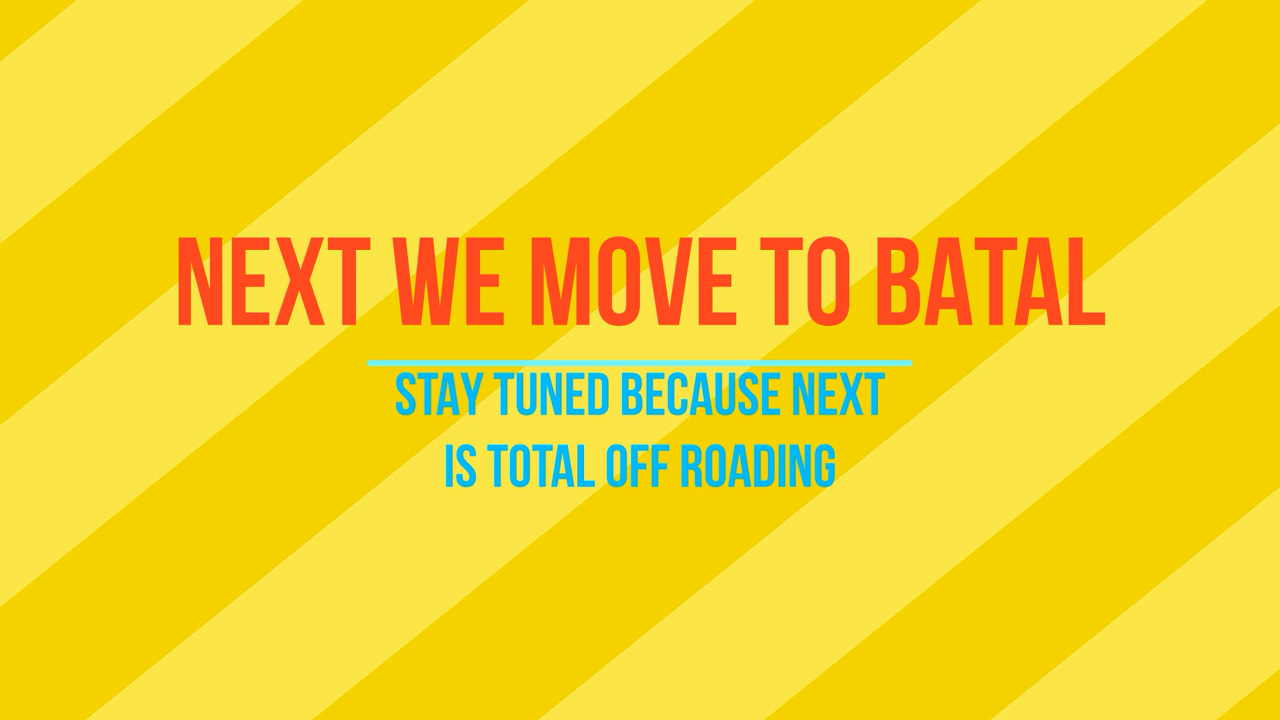 NEXT WE MOVE TO BATAL
STAY TUNED BECAUSE NEXT
IS TOTAL OFF ROADING